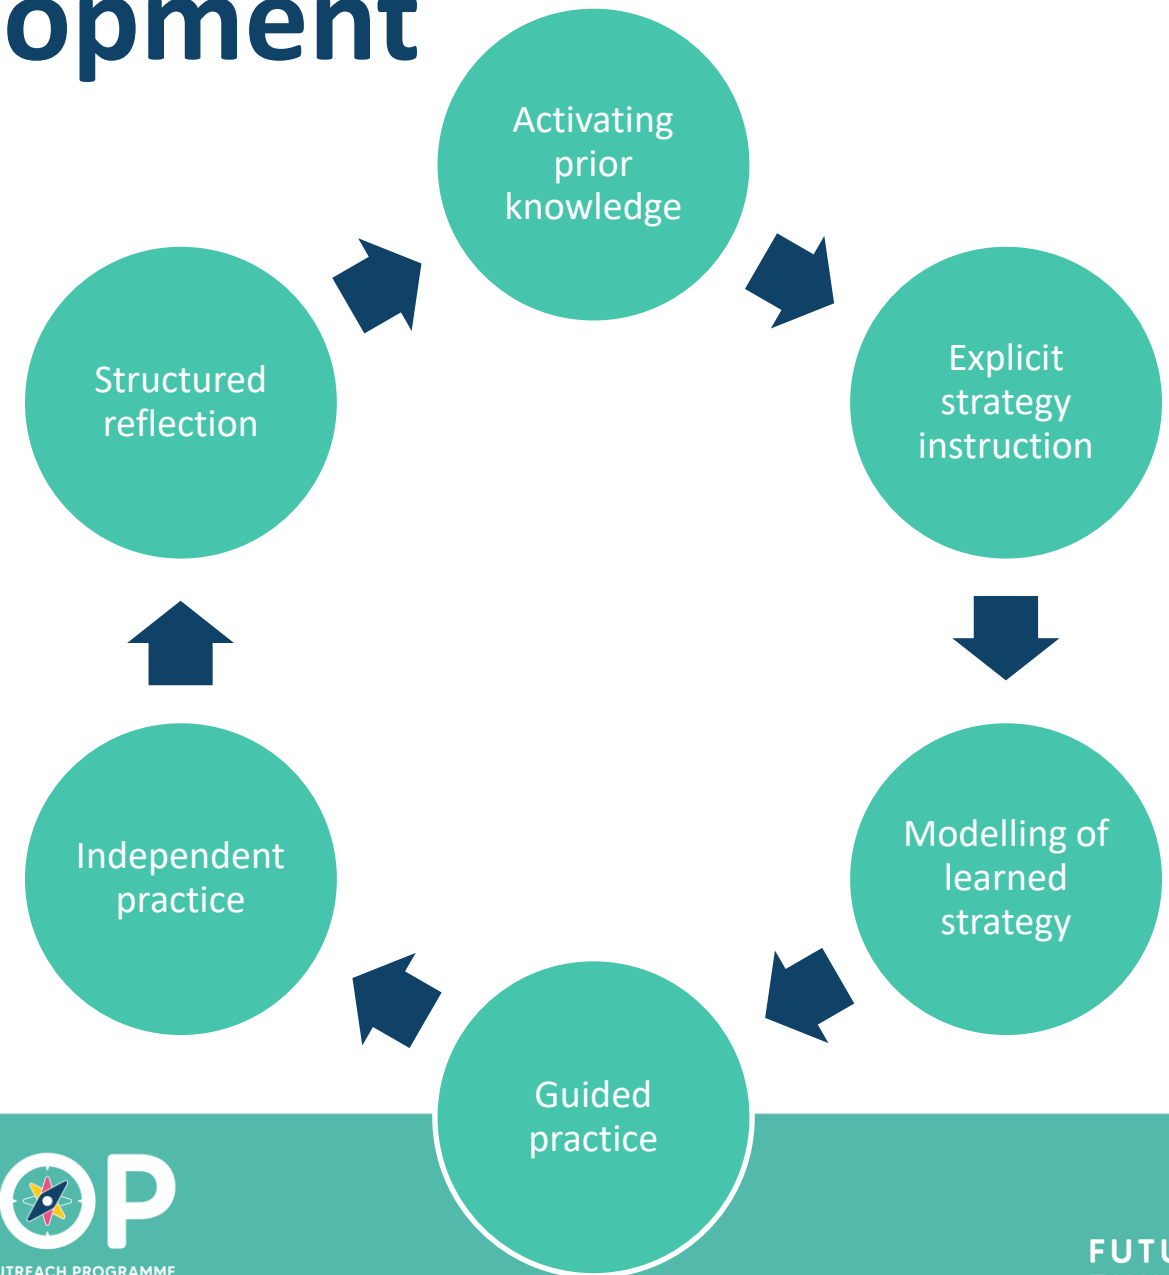 opment
Activating
prior
knowledge
Explicit
strategy
instruction
Modelling of
learned
strategy
Guided
practice
Independent
practice
Structured
reflection
OP
UTREACH PROGRAMME
FUTU